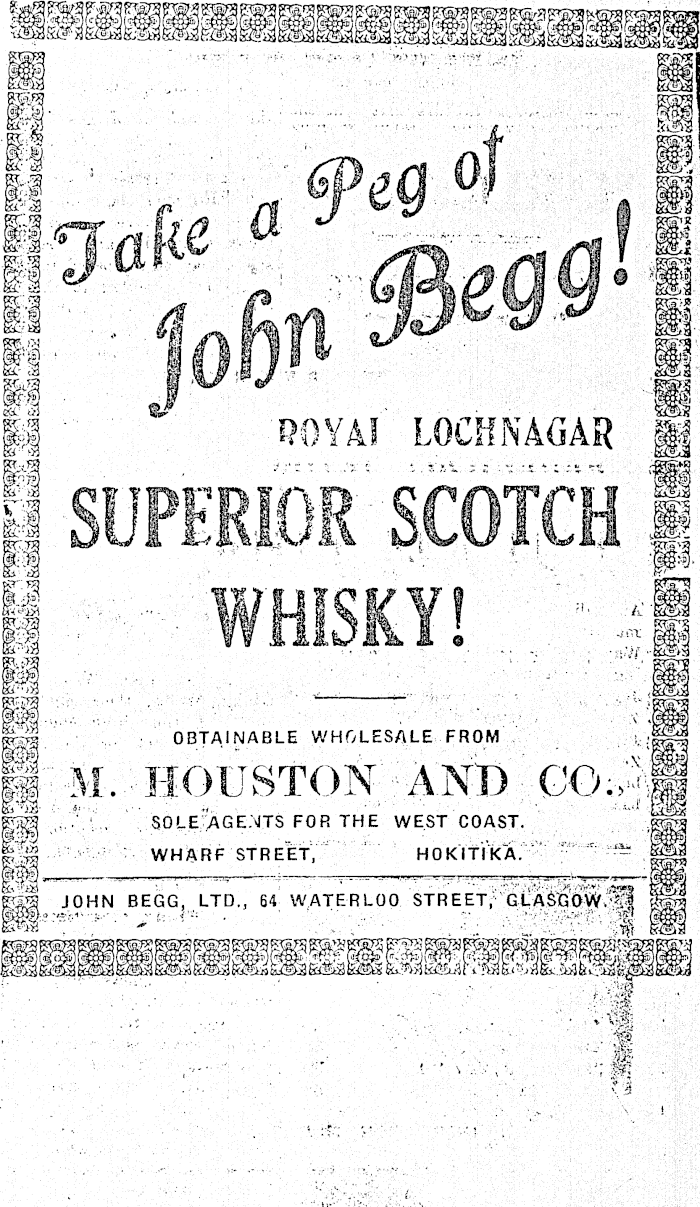 Take a Peg of
John Begg!
ROYAL LOCHNAGAR
SUPERIOR SCOTCH
WHISKY!
OBTAINABLE WHOLESALE FROM
M. HOUSTON AND CO.,
SOLE AGENTS FOR THE WEST COAST.
WHARF STREET, HOKITIKA.
JOHN BEGG, LTD., 64 WATERLOO STREET, GLASGOW.